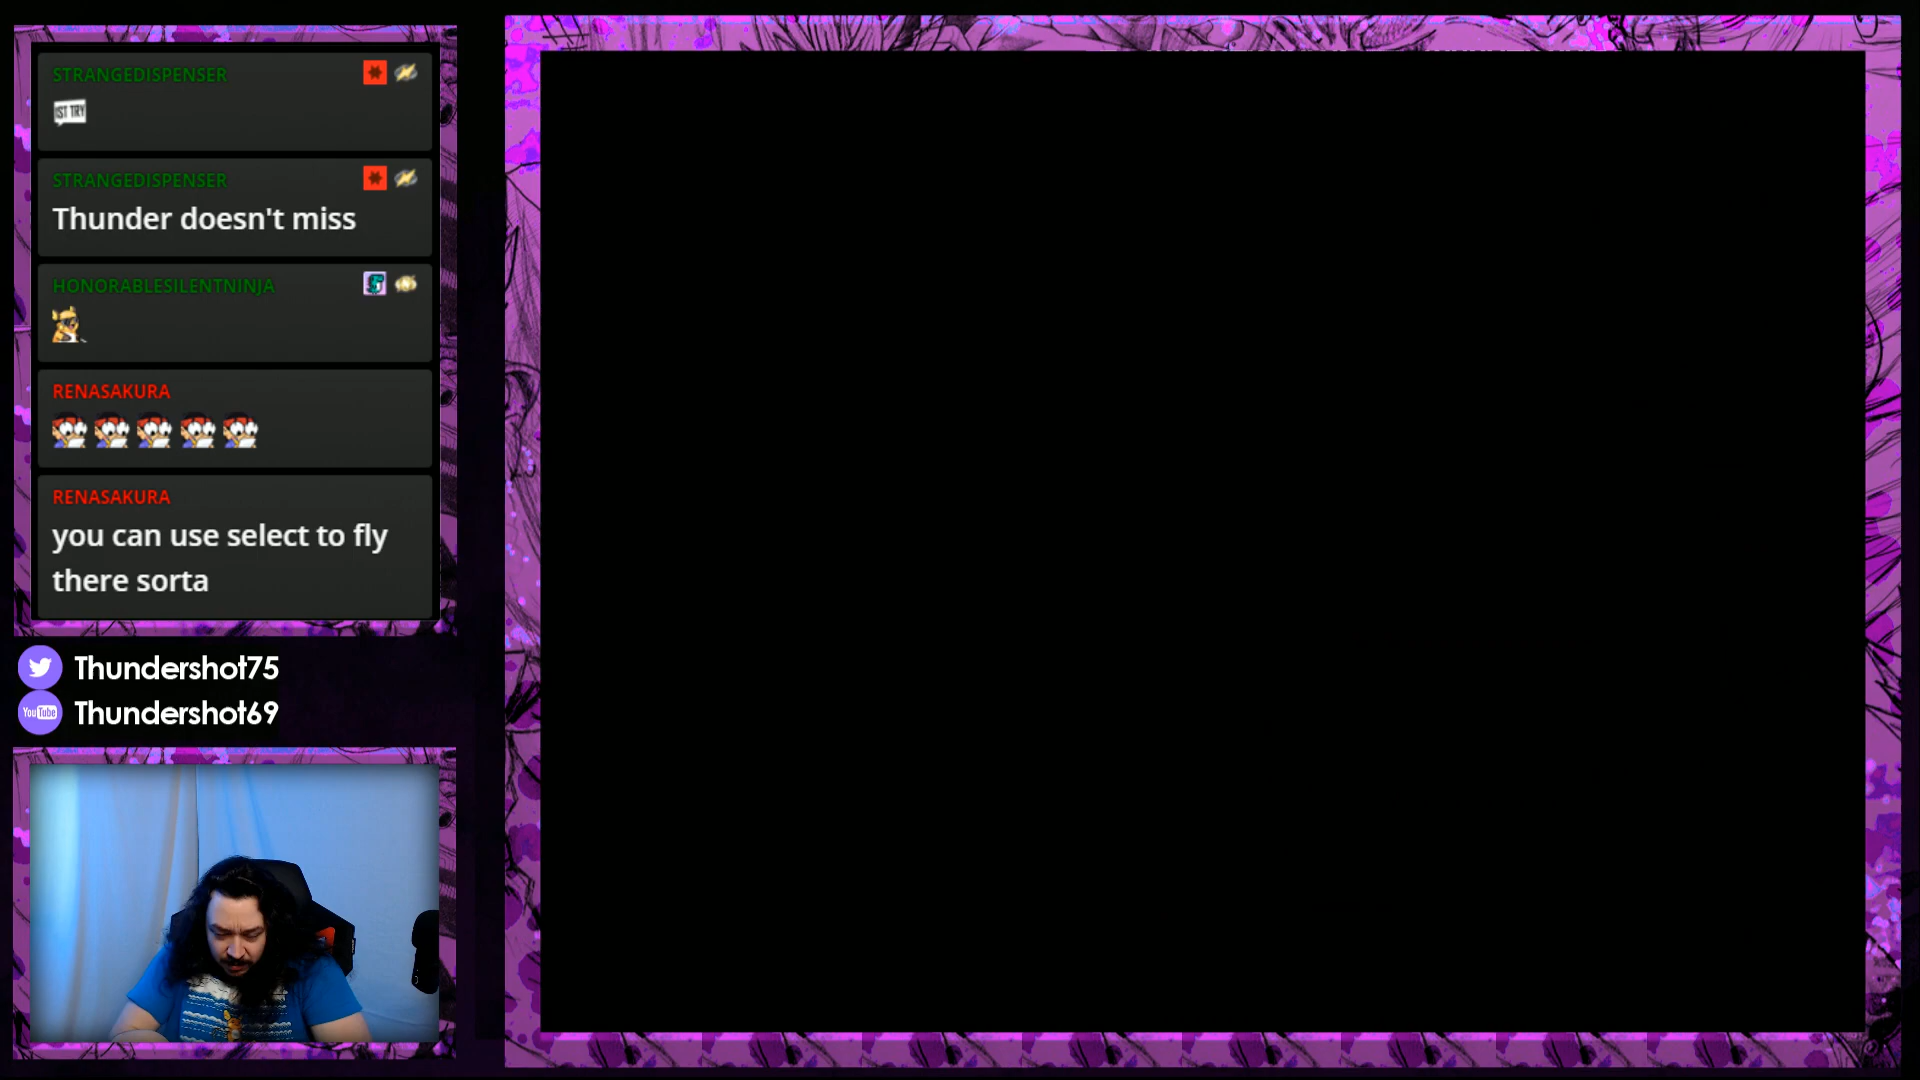 STRANGEDISPENSER
1ST TRY
STRANGEDISPENSER
Thunder doesn't miss
HONORABLESILENTNINJA
RENASAKURA
RENASAKURA
you can use select to fly
there sorta
Thundershot75
YouTube
Thundershot69